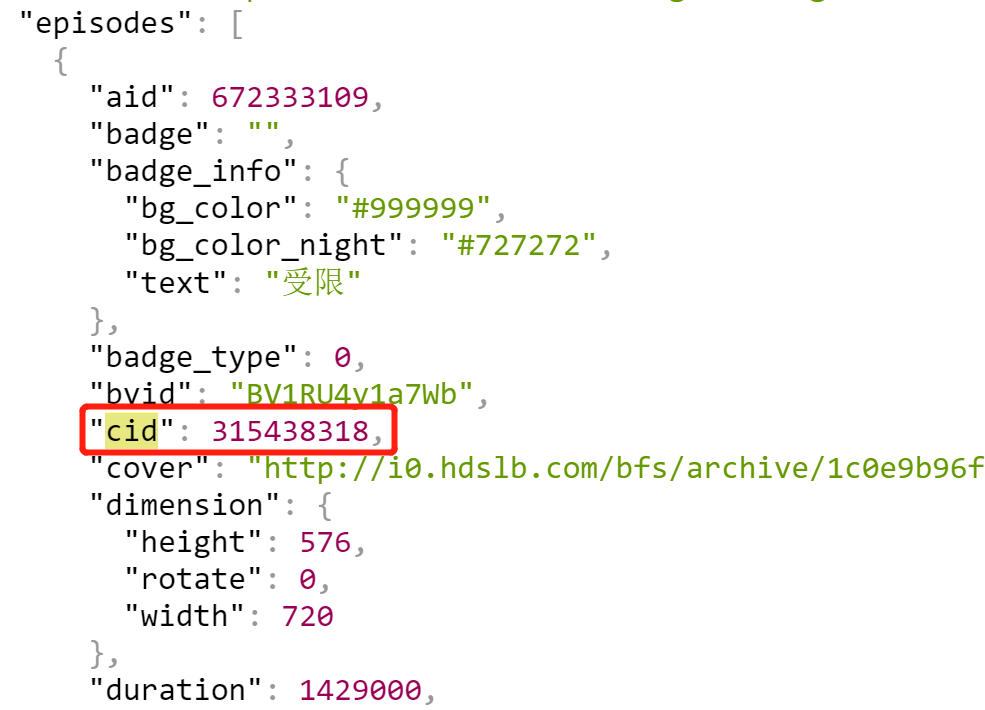 "episodes": [
{
"aid": 672333109,
"badge": "",
"badge_info": {
"bg_color": "#999999",
"bg_color_night": "#727272",
"text": "受限"
},
"badge_type": 0,
"bvid": "BV1RU4y1a7Wb",
"cid": 315438318,
"cover": "http://i0.hdslb.com/bfs/archive/1c0e9b96f
"dimension": {
"height": 576,
"rotate": 0,
"width": 720
},
"duration": 1429000,